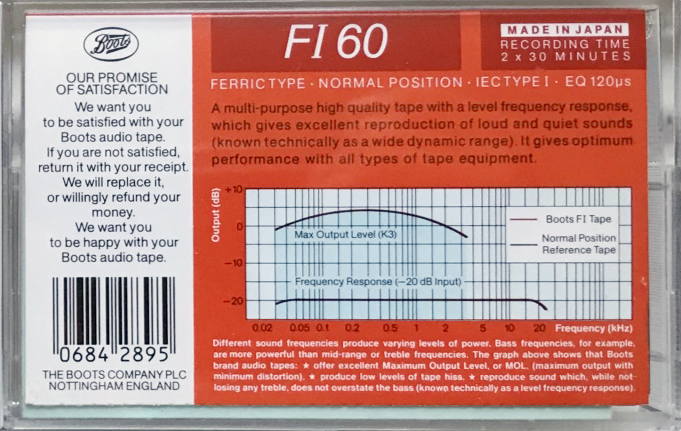 Boots
OUR PROMISE
OF SATISFACTION
We want you
to be satisfied with your
Boots audio tape.
If you are not satisfied,
return it with your receipt.
We will replace it,
or willingly refund your
money.
We want you
to be happy with your
Boots audio tape.
0684 2895
THE BOOTS COMPANY PLC
NOTTINGHAM ENGLAND
FI 60
MADE IN JAPAN
RECORDING TIME
2 x 30 MINUTES
FERRIC TYPE · NORMAL POSITION · IEC TYPE I · EQ 120µs
A multi-purpose high quality tape with a level frequency response,
which gives excellent reproduction of loud and quiet sounds
(known technically as a wide dynamic range). It gives optimum
performance with all types of tape equipment.
Output (dB)
+10
0
−10
−20
Max Output Level (K3)
Frequency Response (−20 dB Input)
Boots FI Tape
Normal Position
Reference Tape
0.02 0.05 0.1 0.2 0.5 1 2 5 10 20 Frequency (kHz)
Different sound frequencies produce varying levels of power. Bass frequencies, for example,
are more powerful than mid-range or treble frequencies. The graph above shows that Boots
brand audio tapes: ★ offer excellent Maximum Output Level, or MOL, (maximum output with
minimum distortion). ★ produce low levels of tape hiss. ★ reproduce sound which, while not
losing any treble, does not overstate the bass (known technically as a level frequency response).